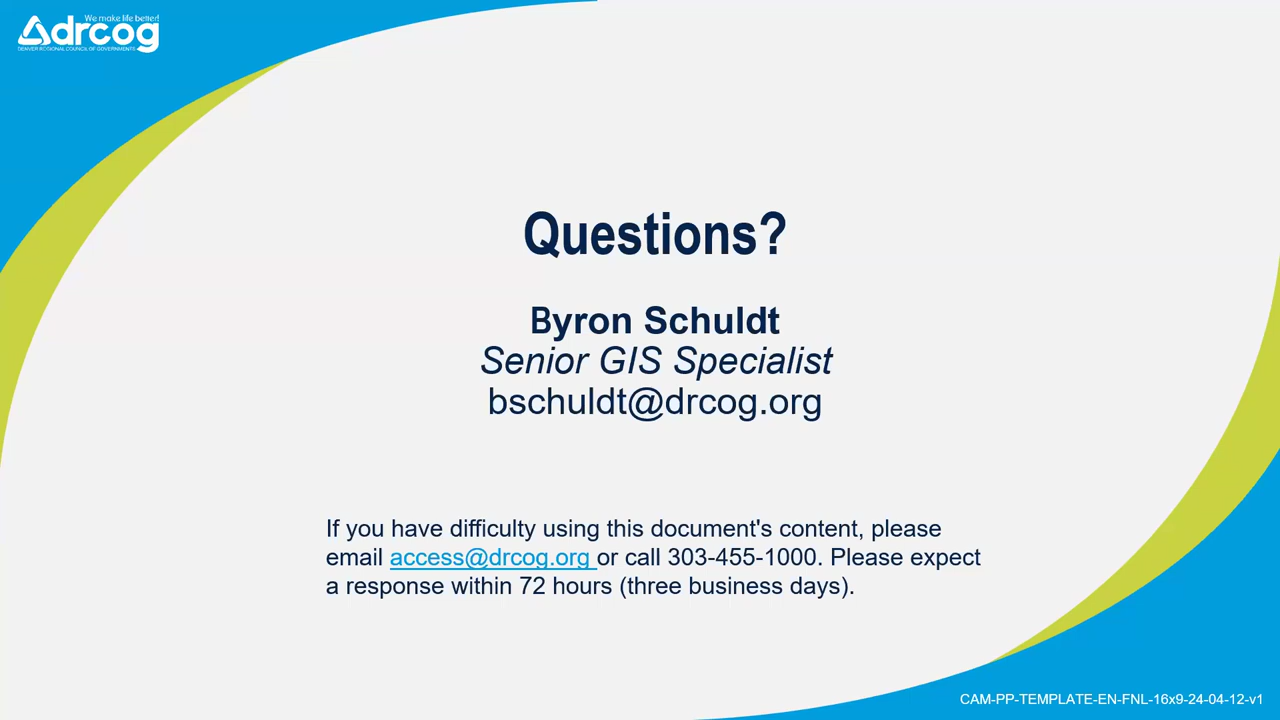 We make life better!
drcog
DENVER REGIONAL COUNCIL OF GOVERNMENTS
Questions?
Byron Schuldt
Senior GIS Specialist
bschuldt@drcog.org
If you have difficulty using this document's content, please
email access@drcog.org or call 303-455-1000. Please expect
a response within 72 hours (three business days).
CAM-PP-TEMPLATE-EN-FNL-16x9-24-04-12-v1